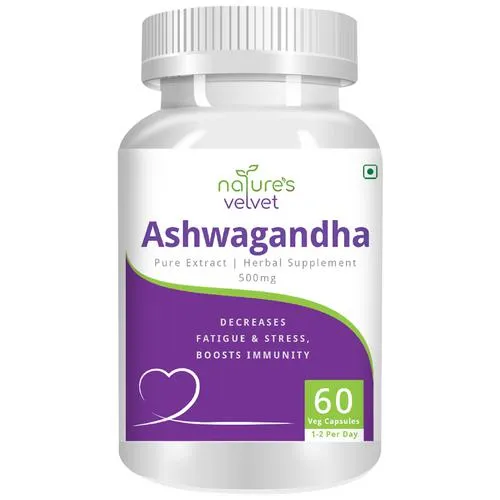 nature's
velvet
Ashwagandha
Pure Extract | Herbal Supplement
500mg
DECREASES
FATIGUE & STRESS,
BOOSTS IMMUNITY
60
Veg Capsules
1-2 Per Day